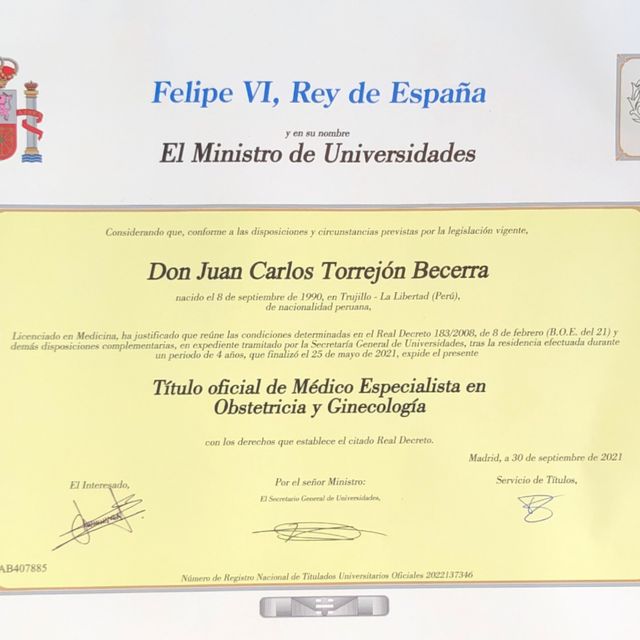 Felipe VI, Rey de España
y en su nombre
El Ministro de Universidades
Considerando que, conforme a las disposiciones y circunstancias previstas por la legislación vigente,
Don Juan Carlos Torrejón Becerra
nacido el 8 de septiembre de 1990, en Trujillo - La Libertad (Perú),
de nacionalidad peruana,
Licenciado en Medicina, ha justificado que reúne las condiciones determinadas en el Real Decreto 183/2008, de 8 de febrero (B.O.E. del 21) y
demás disposiciones complementarias, en expediente tramitado por la Secretaría General de Universidades, tras la residencia efectuada durante
un periodo de 4 años, que finalizó el 25 de mayo de 2021, expide el presente
Título oficial de Médico Especialista en
Obstetricia y Ginecología
con los derechos que establece el citado Real Decreto.
Madrid, a 30 de septiembre de 2021
El Interesado,
Por el señor Ministro:
El Secretario General de Universidades,
Servicio de Títulos,
AB407885
Número de Registro Nacional de Titulados Universitarios Oficiales 2022137346